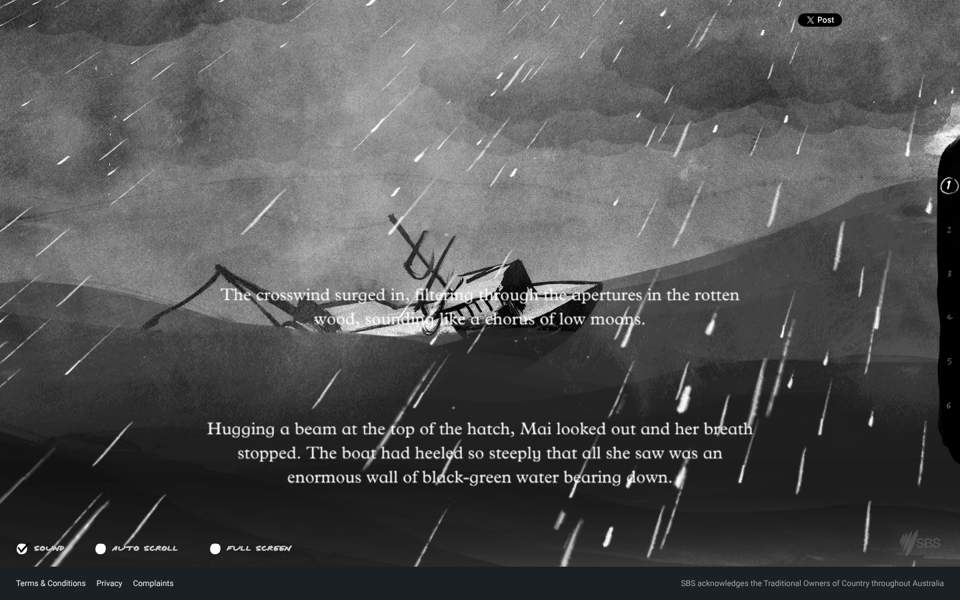 Post
The crosswind surged in, filtering through the apertures in the rotten
wood, sounding like a chorus of low moans.
1
2
3
4
5
6
Hugging a beam at the top of the hatch, Mai looked out and her breath
stopped. The boat had heeled so steeply that all she saw was an
enormous wall of black-green water bearing down.
SOUND AUTO SCROLL FULL SCREEN
SBS
Terms & Conditions Privacy Complaints SBS acknowledges the Traditional Owners of Country throughout Australia